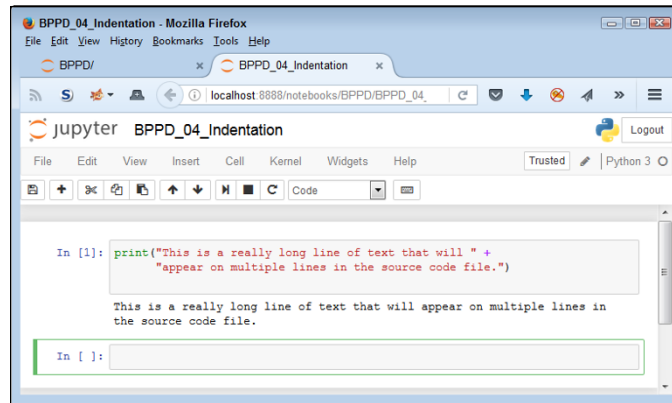 BPPD_04_Indentation - Mozilla Firefox
File Edit View History Bookmarks Tools Help
BPPD/ × BPPD_04_Indentation ×
S localhost:8888/notebooks/BPPD/BPPD_04_ »
jupyter BPPD_04_Indentation Logout
File Edit View Insert Cell Kernel Widgets Help Trusted Python 3
Code
In [1]: print("This is a really long line of text that will " +
"appear on multiple lines in the source code file.")
This is a really long line of text that will appear on multiple lines in
the source code file.
In [ ]: